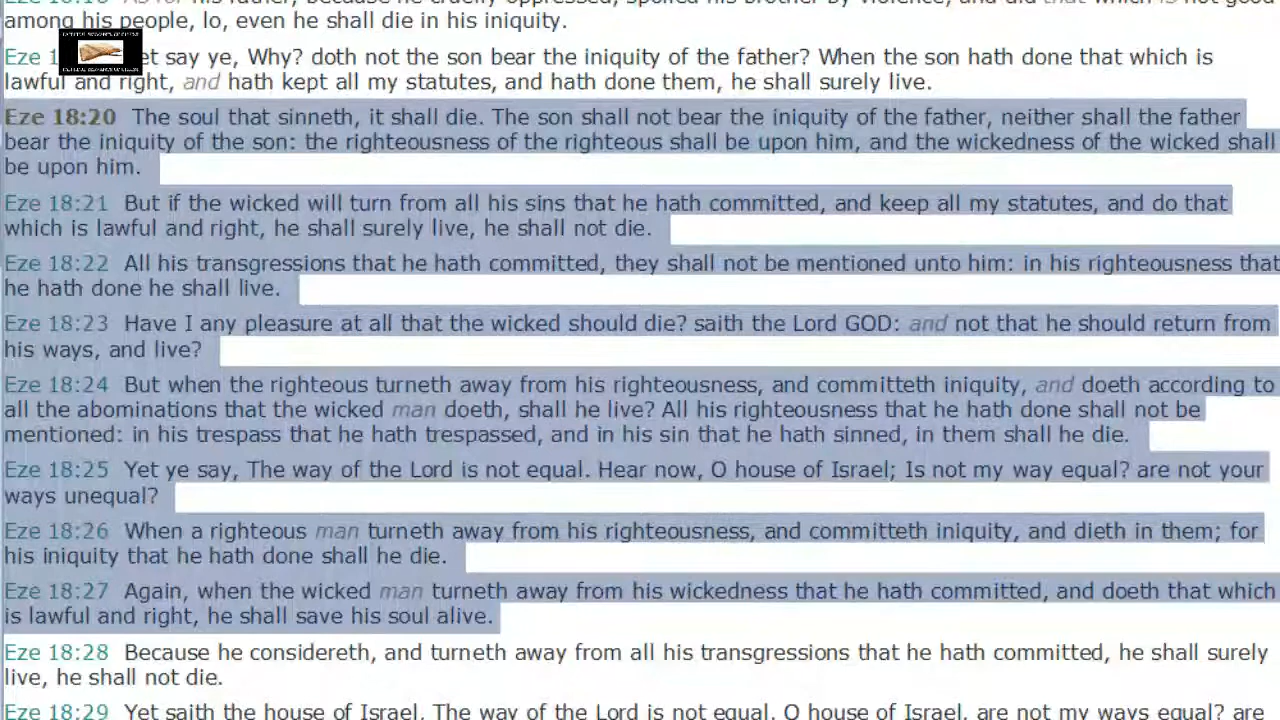 his father, because he cruelly oppressed, spoiled his brother by violence, and did that which is not good
among his people, lo, even he shall die in his iniquity.
Eze 1 et say ye, Why? doth not the son bear the iniquity of the father? When the son hath done that which is
lawful and right, and hath kept all my statutes, and hath done them, he shall surely live.
Eze 18:20 The soul that sinneth, it shall die. The son shall not bear the iniquity of the father, neither shall the father
bear the iniquity of the son: the righteousness of the righteous shall be upon him, and the wickedness of the wicked shall
be upon him.
Eze 18:21 But if the wicked will turn from all his sins that he hath committed, and keep all my statutes, and do that
which is lawful and right, he shall surely live, he shall not die.
Eze 18:22 All his transgressions that he hath committed, they shall not be mentioned unto him: in his righteousness that
he hath done he shall live.
Eze 18:23 Have I any pleasure at all that the wicked should die? saith the Lord GOD: and not that he should return from
his ways, and live?
Eze 18:24 But when the righteous turneth away from his righteousness, and committeth iniquity, and doeth according to
all the abominations that the wicked man doeth, shall he live? All his righteousness that he hath done shall not be
mentioned: in his trespass that he hath trespassed, and in his sin that he hath sinned, in them shall he die.
Eze 18:25 Yet ye say, The way of the Lord is not equal. Hear now, O house of Israel; Is not my way equal? are not your
ways unequal?
Eze 18:26 When a righteous man turneth away from his righteousness, and committeth iniquity, and dieth in them; for
his iniquity that he hath done shall he die.
Eze 18:27 Again, when the wicked man turneth away from his wickedness that he hath committed, and doeth that which
is lawful and right, he shall save his soul alive.
Eze 18:28 Because he considereth, and turneth away from all his transgressions that he hath committed, he shall surely
live, he shall not die.
Eze 18:29 Yet saith the house of Israel, The way of the Lord is not equal. O house of Israel, are not my ways equal? are